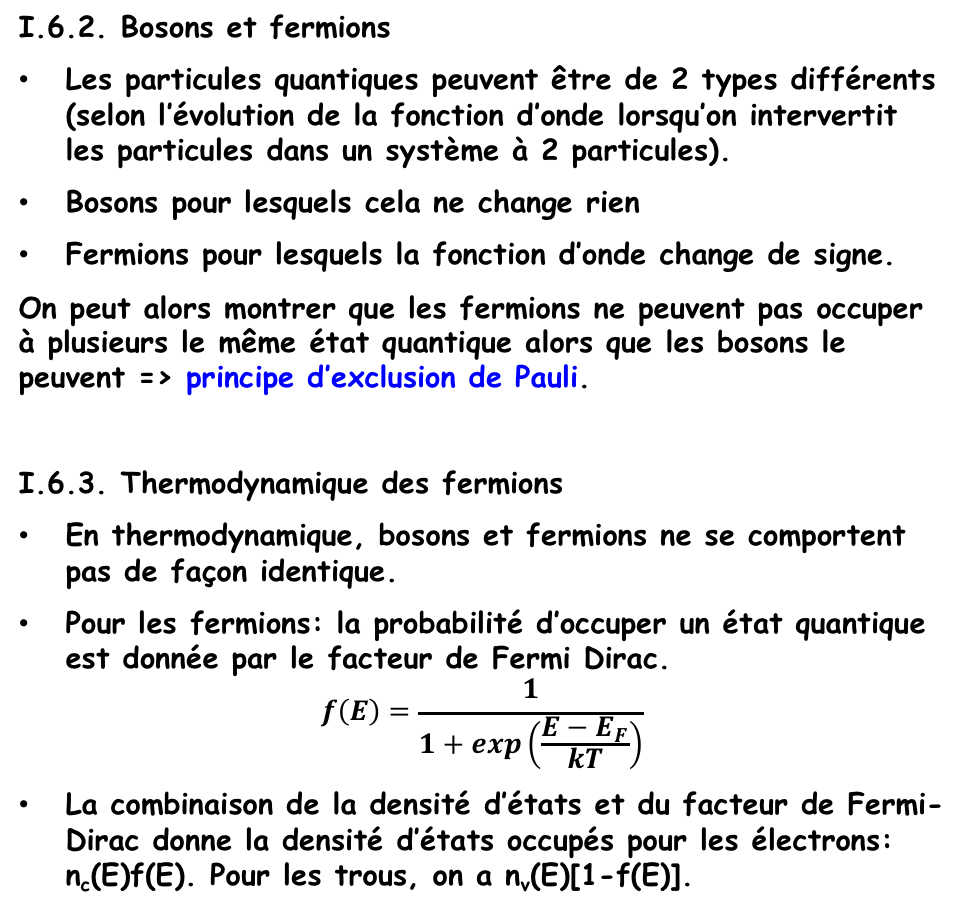 I.6.2. Bosons et fermions
• Les particules quantiques peuvent être de 2 types différents
(selon l'évolution de la fonction d'onde lorsqu'on intervertit
les particules dans un système à 2 particules).
• Bosons pour lesquels cela ne change rien
• Fermions pour lesquels la fonction d'onde change de signe.
On peut alors montrer que les fermions ne peuvent pas occuper
à plusieurs le même état quantique alors que les bosons le
peuvent => principe d'exclusion de Pauli.
I.6.3. Thermodynamique des fermions
• En thermodynamique, bosons et fermions ne se comportent
pas de façon identique.
• Pour les fermions: la probabilité d'occuper un état quantique
est donnée par le facteur de Fermi Dirac.
f(E) = 1 / (1 + exp((E − E_F)/kT))
• La combinaison de la densité d'états et du facteur de Fermi-
Dirac donne la densité d'états occupés pour les électrons:
n_c(E)f(E). Pour les trous, on a n_v(E)[1-f(E)].